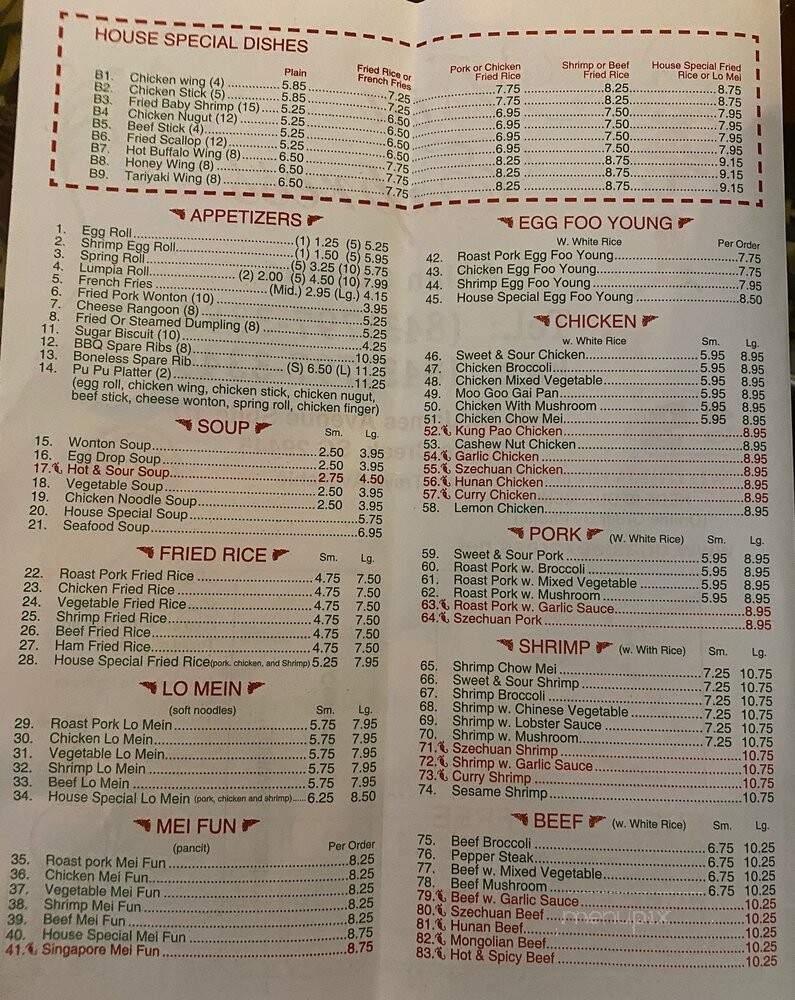 HOUSE SPECIAL DISHES
Plain
Fried Rice or French Fries
Pork or Chicken Fried Rice
Shrimp or Beef Fried Rice
House Special Fried Rice or Lo Mei
B1. Chicken wing (4) 5.85 7.25 7.75 8.25 8.75
B2. Chicken Stick (5) 5.85 7.25 7.75 8.25 8.75
B3. Fried Baby Shrimp (15) 5.25 6.50 6.95 7.50 7.95
B4 Chicken Nugut (12) 5.25 6.50 6.95 7.50 7.95
B5. Beef Stick (4) 5.25 6.50 6.95 7.50 7.95
B6. Fried Scallop (12) 5.25 6.50 6.95 7.50 7.95
B7. Hot Buffalo Wing (8) 6.50 7.75 8.25 8.75 9.15
B8. Honey Wing (8) 6.50 7.75 8.25 8.75 9.15
B9. Tariyaki Wing (8) 6.50 7.75 8.25 8.75 9.15
APPETIZERS
1. Egg Roll (1) 1.25 (5) 5.25
2. Shrimp Egg Roll (1) 1.50 (5) 5.95
3. Spring Roll (5) 3.25 (10) 5.75
4. Lumpia Roll (2) 2.00 (5) 4.50 (10) 7.99
5. French Fries (Mid.) 2.95 (Lg.) 4.15
6. Fried Pork Wonton (10) 3.95
7. Cheese Rangoon (8) 5.25
8. Fried Or Steamed Dumpling (8) 5.25
11. Sugar Biscuit (10) 4.25
12. BBQ Spare Ribs (8) 10.95
13. Boneless Spare Rib (S) 6.50 (L) 11.25
14. Pu Pu Platter (2) 11.25
(egg roll, chicken wing, chicken stick, chicken nugut,
beef stick, cheese wonton, spring roll, chicken finger)
SOUP Sm. Lg.
15. Wonton Soup 2.50 3.95
16. Egg Drop Soup 2.50 3.95
17. Hot & Sour Soup 2.75 4.50
18. Vegetable Soup 2.50 3.95
19. Chicken Noodle Soup 2.50 3.95
20. House Special Soup 5.75
21. Seafood Soup 6.95
FRIED RICE Sm. Lg.
22. Roast Pork Fried Rice 4.75 7.50
23. Chicken Fried Rice 4.75 7.50
24. Vegetable Fried Rice 4.75 7.50
25. Shrimp Fried Rice 4.75 7.50
26. Beef Fried Rice 4.75 7.50
27. Ham Fried Rice 4.75 7.50
28. House Special Fried Rice(pork, chicken, and Shrimp) 5.25 7.95
LO MEIN
(soft noodles) Sm. Lg.
29. Roast Pork Lo Mein 5.75 7.95
30. Chicken Lo Mein 5.75 7.95
31. Vegetable Lo Mein 5.75 7.95
32. Shrimp Lo Mein 5.75 7.95
33. Beef Lo Mein 5.75 7.95
34. House Special Lo Mein (pork, chicken and shrimp) 6.25 8.50
MEI FUN
(pancit) Per Order
35. Roast pork Mei Fun 8.25
36. Chicken Mei Fun 8.25
37. Vegetable Mei Fun 8.25
38. Shrimp Mei Fun 8.25
39. Beef Mei Fun 8.25
40. House Special Mei Fun 8.75
41. Singapore Mei Fun 8.75
EGG FOO YOUNG
W. White Rice Per Order
42. Roast Pork Egg Foo Young 7.75
43. Chicken Egg Foo Young 7.75
44. Shrimp Egg Foo Young 7.95
45. House Special Egg Foo Young 8.50
CHICKEN
w. White Rice Sm. Lg.
46. Sweet & Sour Chicken 5.95 8.95
47. Chicken Broccoli 5.95 8.95
48. Chicken Mixed Vegetable 5.95 8.95
49. Moo Goo Gai Pan 5.95 8.95
50. Chicken With Mushroom 5.95 8.95
51. Chicken Chow Mei 5.95 8.95
52. Kung Pao Chicken 8.95
53. Cashew Nut Chicken 8.95
54. Garlic Chicken 8.95
55. Szechuan Chicken 8.95
56. Hunan Chicken 8.95
57. Curry Chicken 8.95
58. Lemon Chicken 8.95
PORK (W. White Rice) Sm. Lg.
59. Sweet & Sour Pork 5.95 8.95
60. Roast Pork w. Broccoli 5.95 8.95
61. Roast Pork w. Mixed Vegetable 5.95 8.95
62. Roast Pork w. Mushroom 5.95 8.95
63. Roast Pork w. Garlic Sauce 8.95
64. Szechuan Pork 8.95
SHRIMP (w. With Rice) Sm. Lg.
65. Shrimp Chow Mei 7.25 10.75
66. Sweet & Sour Shrimp 7.25 10.75
67. Shrimp Broccoli 7.25 10.75
68. Shrimp w. Chinese Vegetable 7.25 10.75
69. Shrimp w. Lobster Sauce 7.25 10.75
70. Shrimp w. Mushroom 7.25 10.75
71. Szechuan Shrimp 10.75
72. Shrimp w. Garlic Sauce 10.75
73. Curry Shrimp 10.75
74. Sesame Shrimp 10.75
BEEF (w. White Rice) Sm. Lg.
75. Beef Broccoli 6.75 10.25
76. Pepper Steak 6.75 10.25
77. Beef w. Mixed Vegetable 6.75 10.25
78. Beef Mushroom 6.75 10.25
79. Beef w. Garlic Sauce 10.25
80. Szechuan Beef 10.25
81. Hunan Beef 10.25
82. Mongolian Beef 10.25
83. Hot & Spicy Beef 10.25
menupix